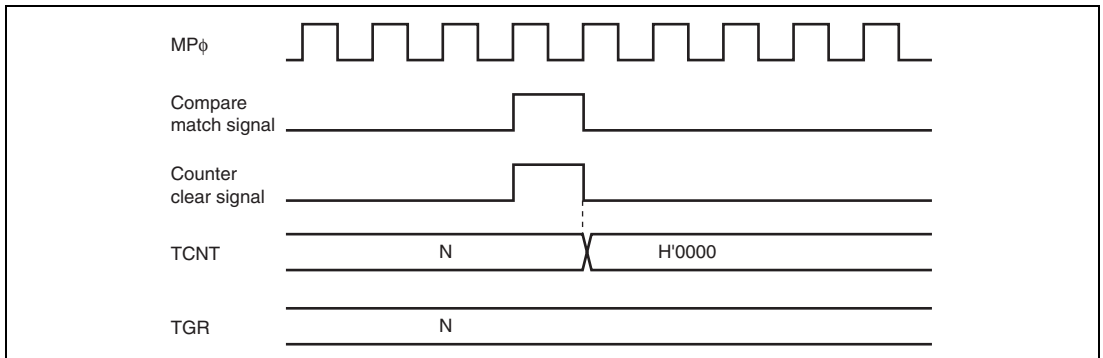 MPϕ
Compare
match signal
Counter
clear signal
TCNT N H'0000
TGR N